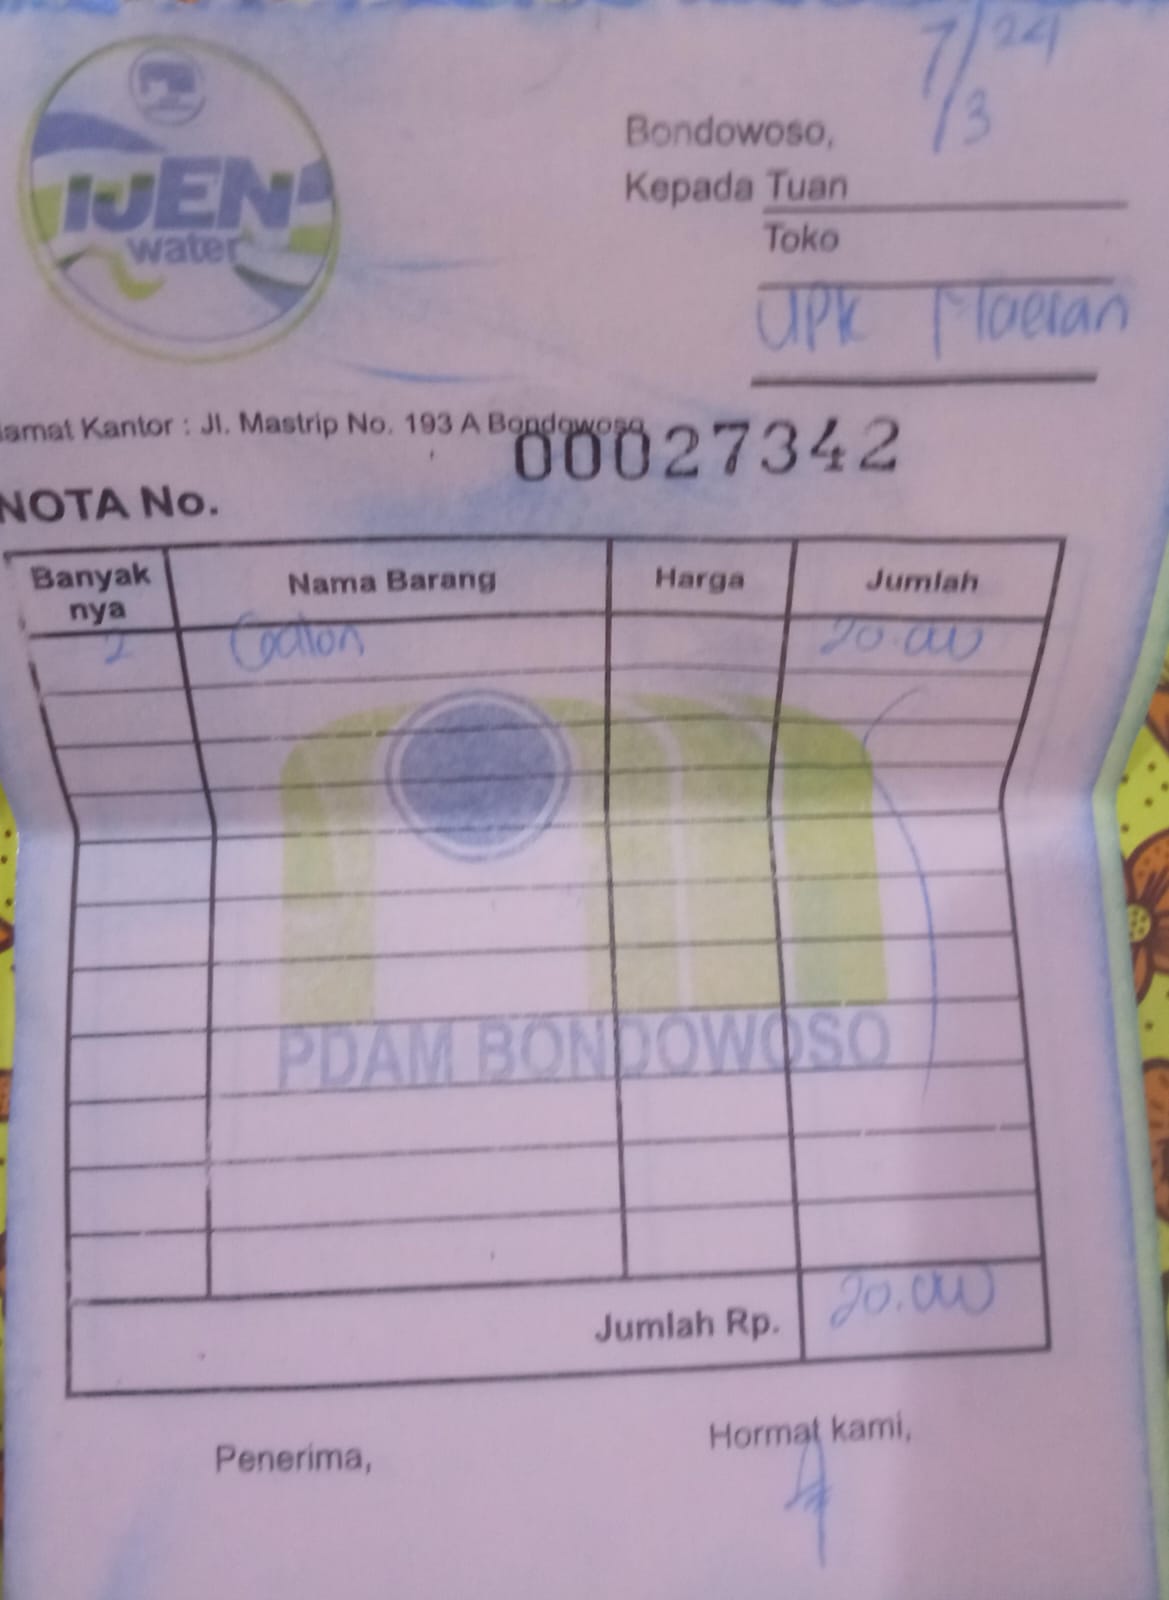 7/3 24
IJEN
water
Bondowoso,
Kepada Tuan
Toko
UPK Maeran
lamat Kantor : Jl. Mastrip No. 193 A Bondowoso
00027342
NOTA No.
Banyak nya Nama Barang Harga Jumlah
2 Galon 20.000
PDAM BONDOWOSO
Jumlah Rp. 20.000
Penerima,
Hormat kami,